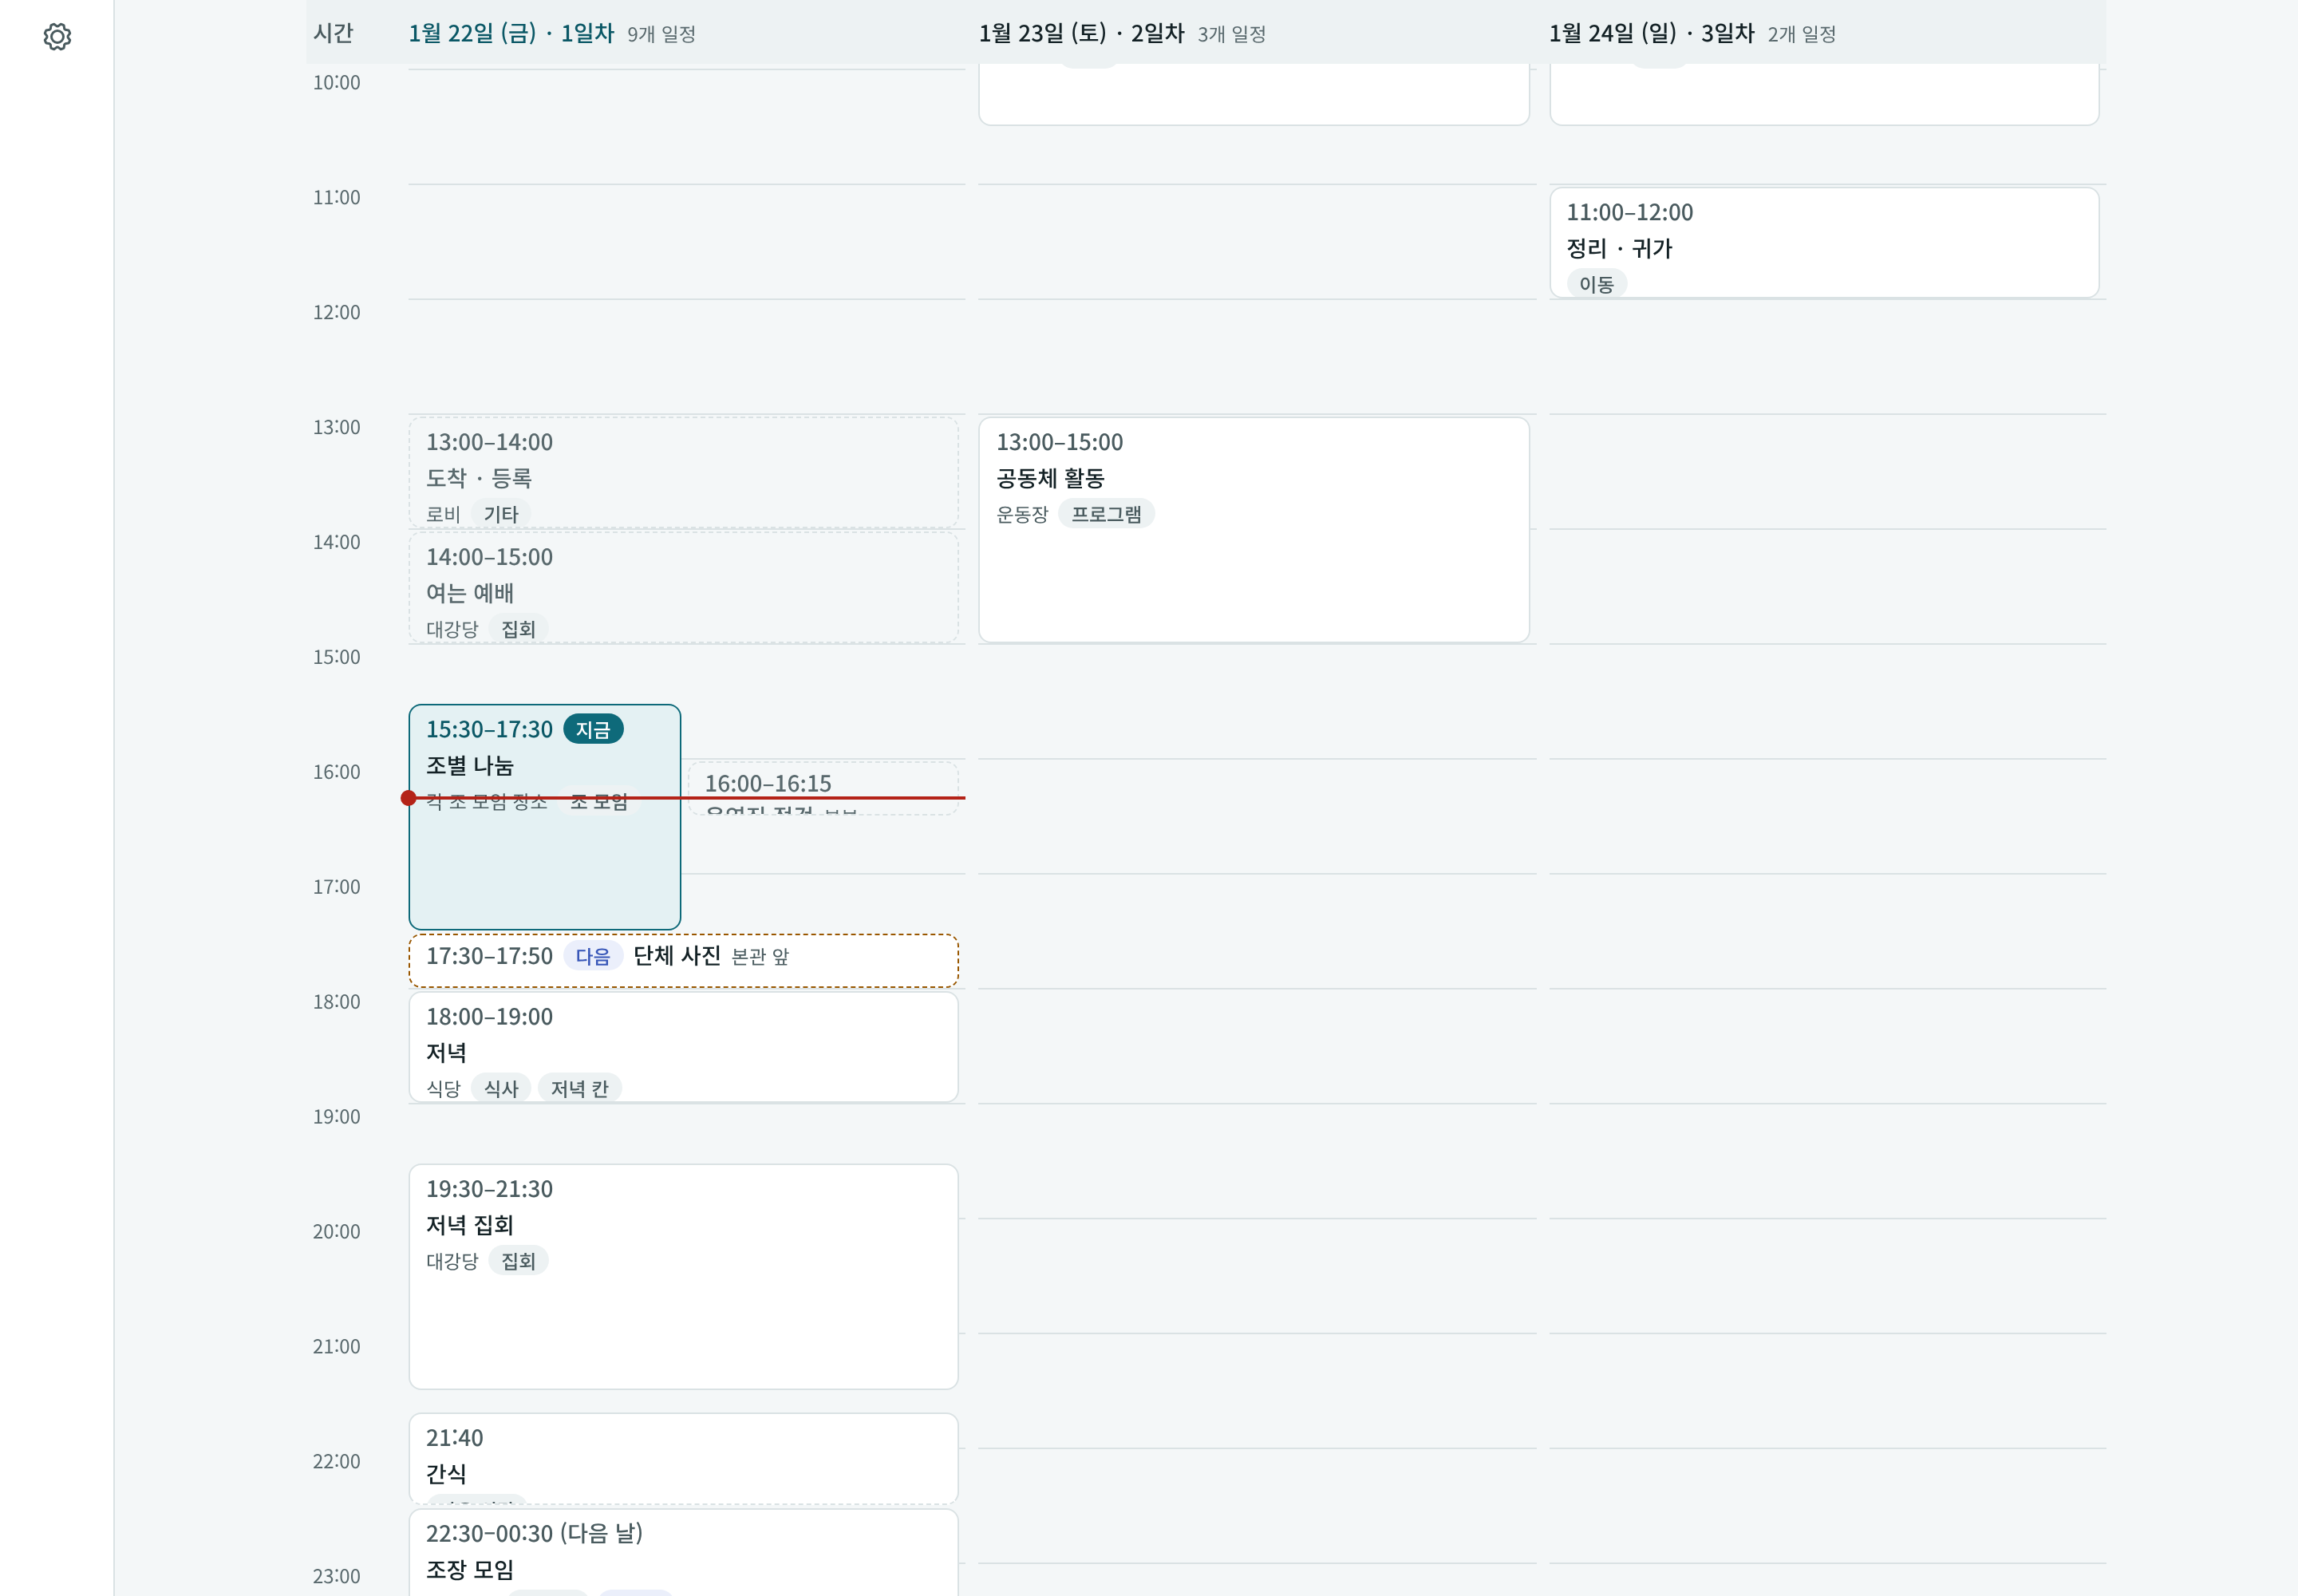 시간
1월 22일 (금) · 1일차 9개 일정
1월 23일 (토) · 2일차 3개 일정
1월 24일 (일) · 3일차 2개 일정
10:00
11:00
12:00
13:00
14:00
15:00
16:00
17:00
18:00
19:00
20:00
21:00
22:00
23:00
13:00–14:00
도착 · 등록
로비 기타
14:00–15:00
여는 예배
대강당 집회
15:30–17:30 지금
조별 나눔
각 조 모임 장소 조 모임
16:00–16:15
17:30–17:50 다음 단체 사진 본관 앞
18:00–19:00
저녁
식당 식사 저녁 칸
19:30–21:30
저녁 집회
대강당 집회
21:40
간식
22:30–00:30 (다음 날)
조장 모임
13:00–15:00
공동체 활동
운동장 프로그램
11:00–12:00
정리 · 귀가
이동